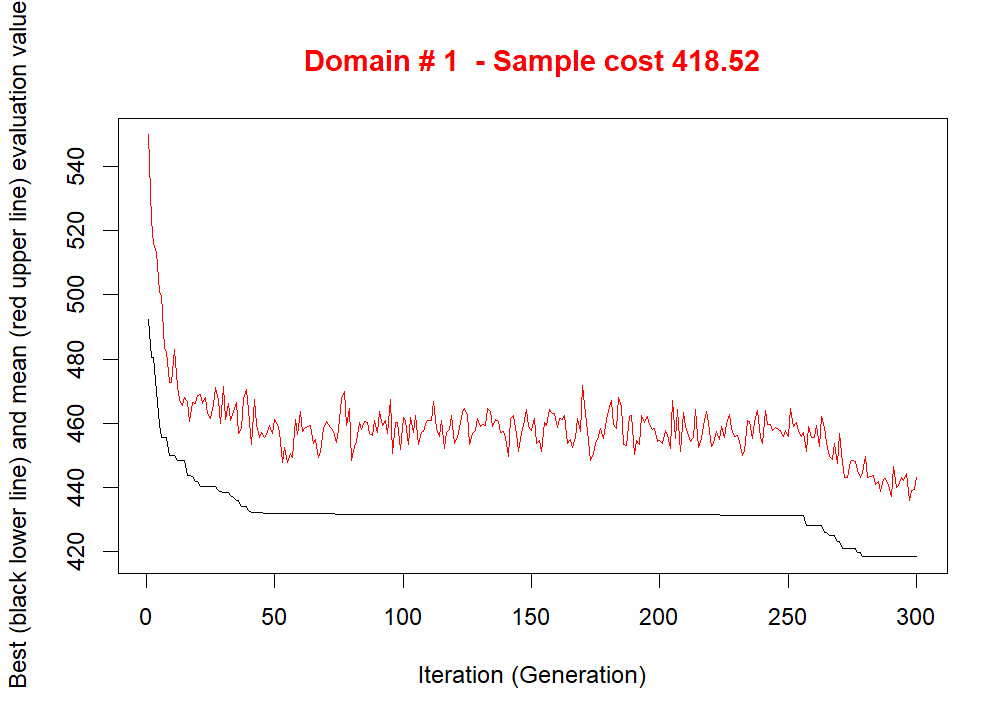 Domain # 1  - Sample cost 418.52
Best (black lower line) and mean (red upper line) evaluation value
540
520
500
480
460
440
420
0 50 100 150 200 250 300
Iteration (Generation)